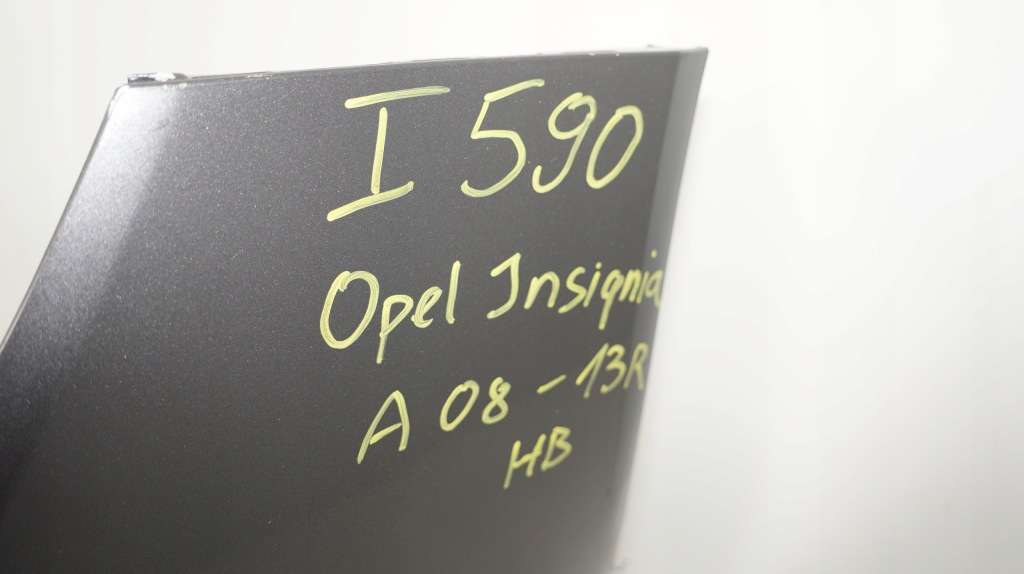 I 590
Opel Insignia
A 08 - 13R
HB